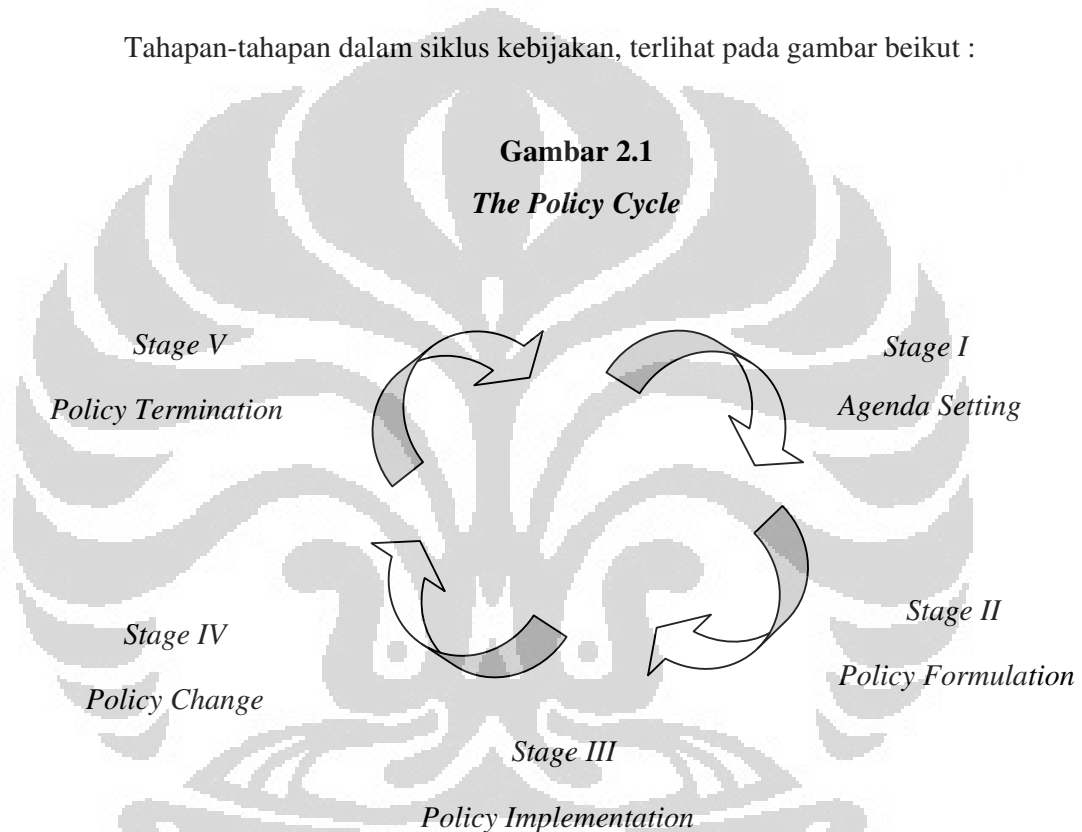 Tahapan-tahapan dalam siklus kebijakan, terlihat pada gambar beikut :
Gambar 2.1
The Policy Cycle
Stage V
Policy Termination
Stage I
Agenda Setting
Stage II
Policy Formulation
Stage IV
Policy Change
Stage III
Policy Implementation